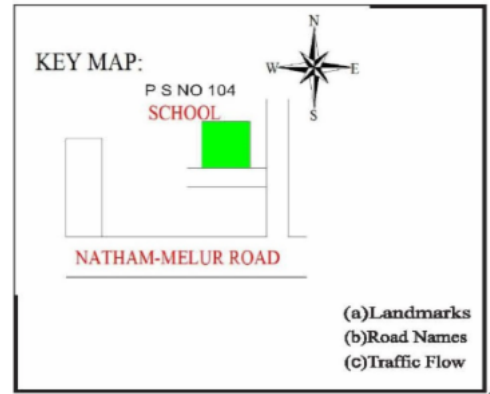 N
KEY MAP:
W E
P S NO 104
SCHOOL
S
NATHAM-MELUR ROAD
(a)Landmarks
(b)Road Names
(c)Traffic Flow